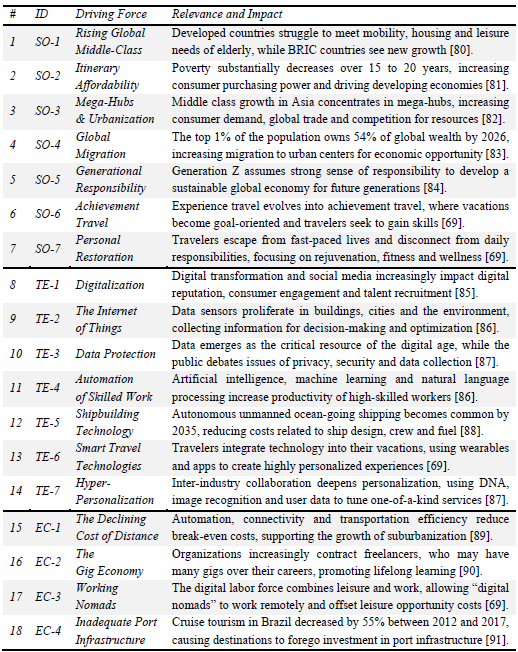 # ID Driving Force Relevance and Impact
1 SO-1 Rising Global Middle-Class Developed countries struggle to meet mobility, housing and leisure
needs of elderly, while BRIC countries see new growth [80].
2 SO-2 Itinerary Affordability Poverty substantially decreases over 15 to 20 years, increasing
consumer purchasing power and driving developing economies [81].
3 SO-3 Mega-Hubs & Urbanization Middle class growth in Asia concentrates in mega-hubs, increasing
consumer demand, global trade and competition for resources [82].
4 SO-4 Global Migration The top 1% of the population owns 54% of global wealth by 2026,
increasing migration to urban centers for economic opportunity [83].
5 SO-5 Generational Responsibility Generation Z assumes strong sense of responsibility to develop a
sustainable global economy for future generations [84].
6 SO-6 Achievement Travel Experience travel evolves into achievement travel, where vacations
become goal-oriented and travelers seek to gain skills [69].
7 SO-7 Personal Restoration Travelers escape from fast-paced lives and disconnect from daily
responsibilities, focusing on rejuvenation, fitness and wellness [69].
8 TE-1 Digitalization Digital transformation and social media increasingly impact digital
reputation, consumer engagement and talent recruitment [85].
9 TE-2 The Internet of Things Data sensors proliferate in buildings, cities and the environment,
collecting information for decision-making and optimization [86].
10 TE-3 Data Protection Data emerges as the critical resource of the digital age, while the
public debates issues of privacy, security and data collection [87].
11 TE-4 Automation of Skilled Work Artificial intelligence, machine learning and natural language
processing increase productivity of high-skilled workers [86].
12 TE-5 Shipbuilding Technology Autonomous unmanned ocean-going shipping becomes common by
2035, reducing costs related to ship design, crew and fuel [88].
13 TE-6 Smart Travel Technologies Travelers integrate technology into their vacations, using wearables
and apps to create highly personalized experiences [69].
14 TE-7 Hyper-Personalization Inter-industry collaboration deepens personalization, using DNA,
image recognition and user data to tune one-of-a-kind services [87].
15 EC-1 The Declining Cost of Distance Automation, connectivity and transportation efficiency reduce
break-even costs, supporting the growth of suburbanization [89].
16 EC-2 The Gig Economy Organizations increasingly contract freelancers, who may have
many gigs over their careers, promoting lifelong learning [90].
17 EC-3 Working Nomads The digital labor force combines leisure and work, allowing “digital
nomads” to work remotely and offset leisure opportunity costs [69].
18 EC-4 Inadequate Port Infrastructure Cruise tourism in Brazil decreased by 55% between 2012 and 2017,
causing destinations to forego investment in port infrastructure [91].